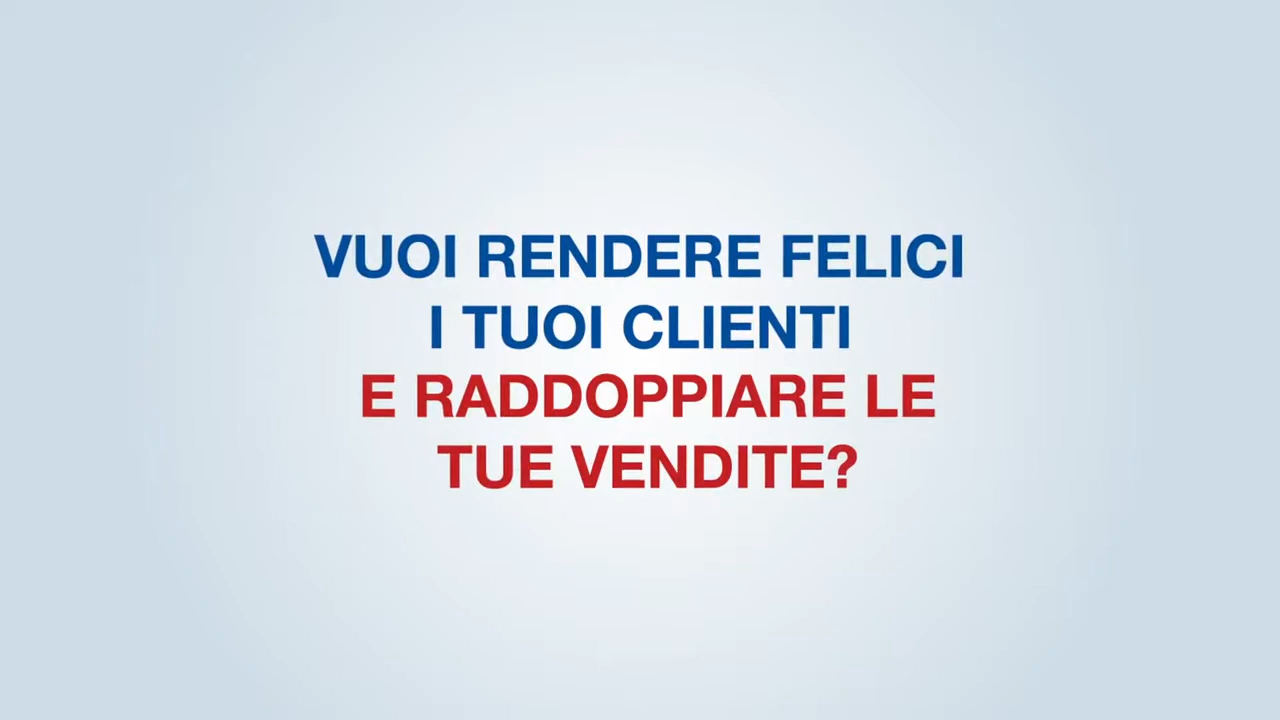 VUOI RENDERE FELICI
I TUOI CLIENTI
E RADDOPPIARE LE
TUE VENDITE?